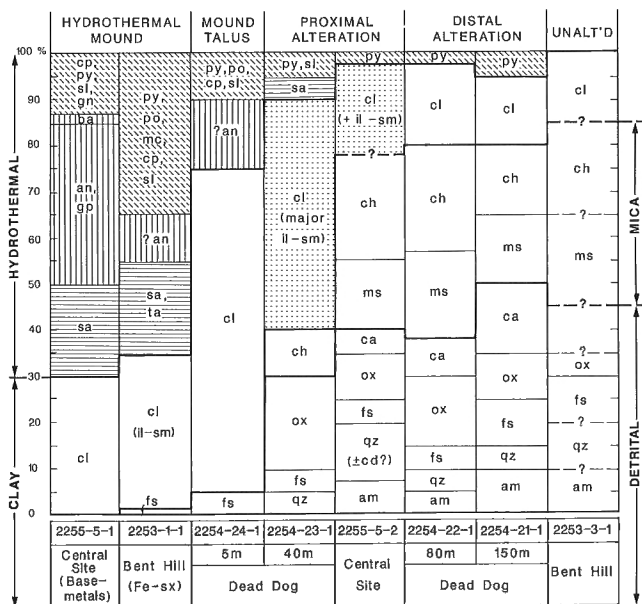 HYDROTHERMAL MOUND
MOUND TALUS
PROXIMAL ALTERATION
DISTAL ALTERATION
UNALT'D
100 %
90
80
70
60
50
40
30
20
10
0
HYDROTHERMAL
CLAY
MICA
DETRITAL
cp, py, sl, gn
ba
an, gp
sa
cl
py, po, mc, cp, sl
?an
sa, ta
cl (il-sm)
fs
py, po, cp, sl
?an
cl
fs
py, sl
sa
cl (major il-sm)
ch
ox
fs
qz
py
cl (+ il-sm)
?
ch
ms
ca
ox
fs
qz (±cd?)
am
py
cl
ch
ms
ca
ox
fs
qz
am
py
cl
ch
ms
ca
ox
fs
qz
am
cl
?
ch
?
ms
?
ca
?
ox
fs
?
qz
?
am
2255-5-1
2253-1-1
2254-24-1
2254-23-1
2255-5-2
2254-22-1
2254-21-1
2253-3-1
Central Site (Base-metals)
Bent Hill (Fe-sx)
5m
40m
Dead Dog
Central Site
80m
150m
Dead Dog
Bent Hill